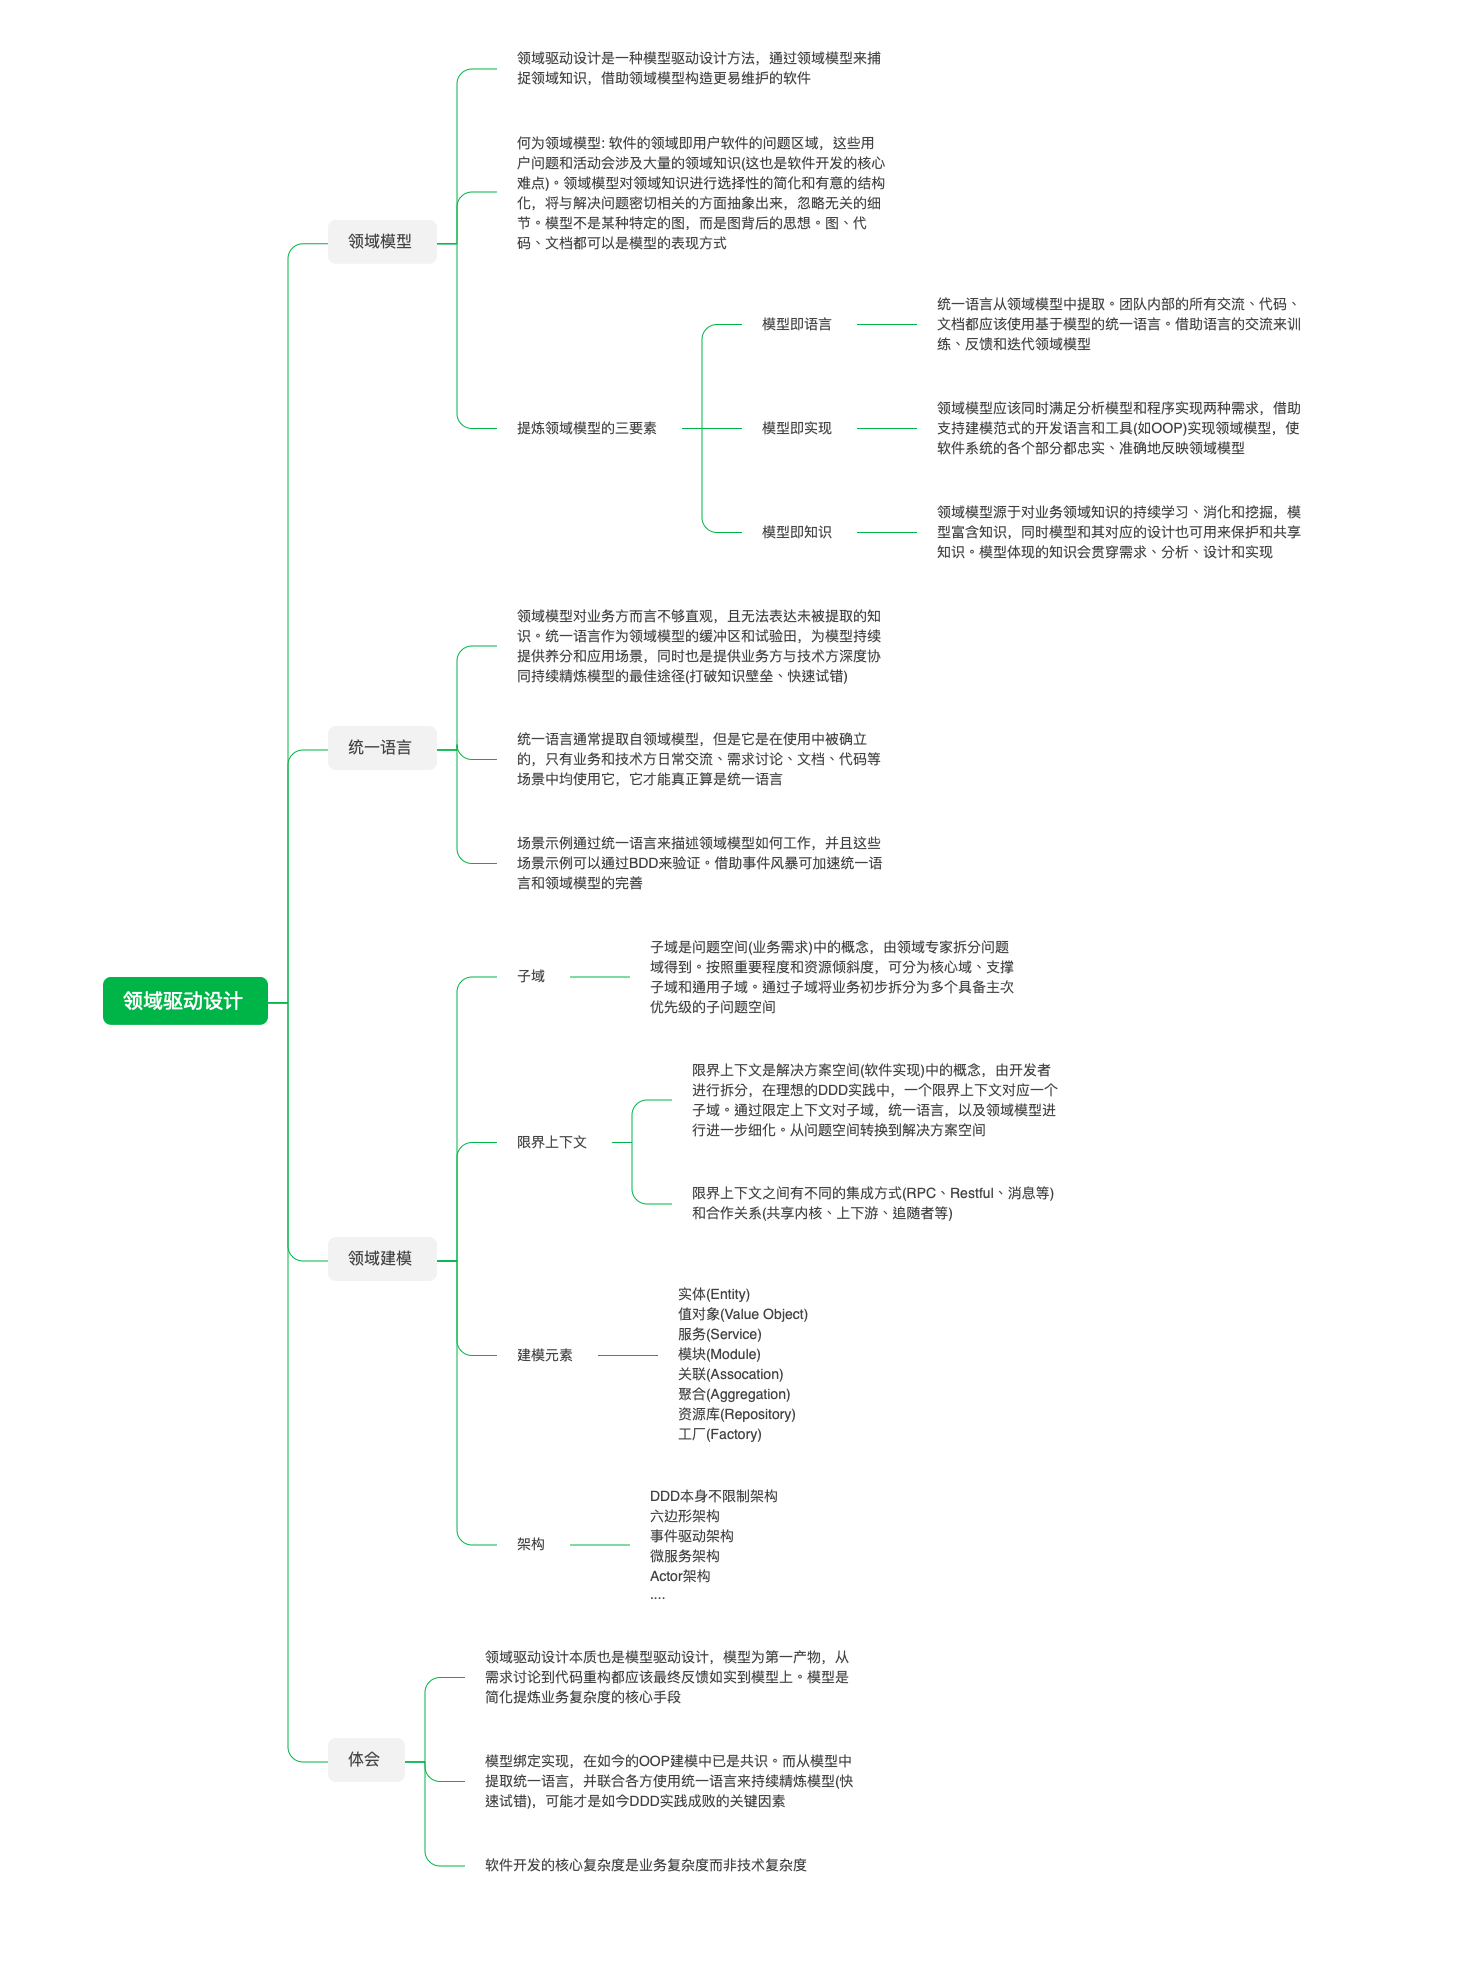 领域驱动设计是一种模型驱动设计方法，通过领域模型来捕
捉领域知识，借助领域模型构造更易维护的软件
何为领域模型: 软件的领域即用户软件的问题区域，这些用
户问题和活动会涉及大量的领域知识(这也是软件开发的核心
难点)。领域模型对领域知识进行选择性的简化和有意的结构
化，将与解决问题密切相关的方面抽象出来，忽略无关的细
节。模型不是某种特定的图，而是图背后的思想。图、代
码、文档都可以是模型的表现方式
领域模型
统一语言从领域模型中提取。团队内部的所有交流、代码、
文档都应该使用基于模型的统一语言。借助语言的交流来训
练、反馈和迭代领域模型
模型即语言
领域模型应该同时满足分析模型和程序实现两种需求，借助
支持建模范式的开发语言和工具(如OOP)实现领域模型，使
软件系统的各个部分都忠实、准确地反映领域模型
提炼领域模型的三要素
模型即实现
领域模型源于对业务领域知识的持续学习、消化和挖掘，模
型富含知识，同时模型和其对应的设计也可用来保护和共享
知识。模型体现的知识会贯穿需求、分析、设计和实现
模型即知识
领域模型对业务方而言不够直观，且无法表达未被提取的知
识。统一语言作为领域模型的缓冲区和试验田，为模型持续
提供养分和应用场景，同时也是提供业务方与技术方深度协
同持续精炼模型的最佳途径(打破知识壁垒、快速试错)
统一语言
统一语言通常提取自领域模型，但是它是在使用中被确立
的，只有业务和技术方日常交流、需求讨论、文档、代码等
场景中均使用它，它才能真正算是统一语言
场景示例通过统一语言来描述领域模型如何工作，并且这些
场景示例可以通过BDD来验证。借助事件风暴可加速统一语
言和领域模型的完善
领域驱动设计
子域
子域是问题空间(业务需求)中的概念，由领域专家拆分问题
域得到。按照重要程度和资源倾斜度，可分为核心域、支撑
子域和通用子域。通过子域将业务初步拆分为多个具备主次
优先级的子问题空间
限界上下文
限界上下文是解决方案空间(软件实现)中的概念，由开发者
进行拆分，在理想的DDD实践中，一个限界上下文对应一个
子域。通过限定上下文对子域，统一语言，以及领域模型进
行进一步细化。从问题空间转换到解决方案空间
限界上下文之间有不同的集成方式(RPC、Restful、消息等)
和合作关系(共享内核、上下游、追随者等)
领域建模
建模元素
实体(Entity)
值对象(Value Object)
服务(Service)
模块(Module)
关联(Assocation)
聚合(Aggregation)
资源库(Repository)
工厂(Factory)
架构
DDD本身不限制架构
六边形架构
事件驱动架构
微服务架构
Actor架构
....
领域驱动设计本质也是模型驱动设计，模型为第一产物，从
需求讨论到代码重构都应该最终反馈如实到模型上。模型是
简化提炼业务复杂度的核心手段
体会
模型绑定实现，在如今的OOP建模中已是共识。而从模型中
提取统一语言，并联合各方使用统一语言来持续精炼模型(快
速试错)，可能才是如今DDD实践成败的关键因素
软件开发的核心复杂度是业务复杂度而非技术复杂度